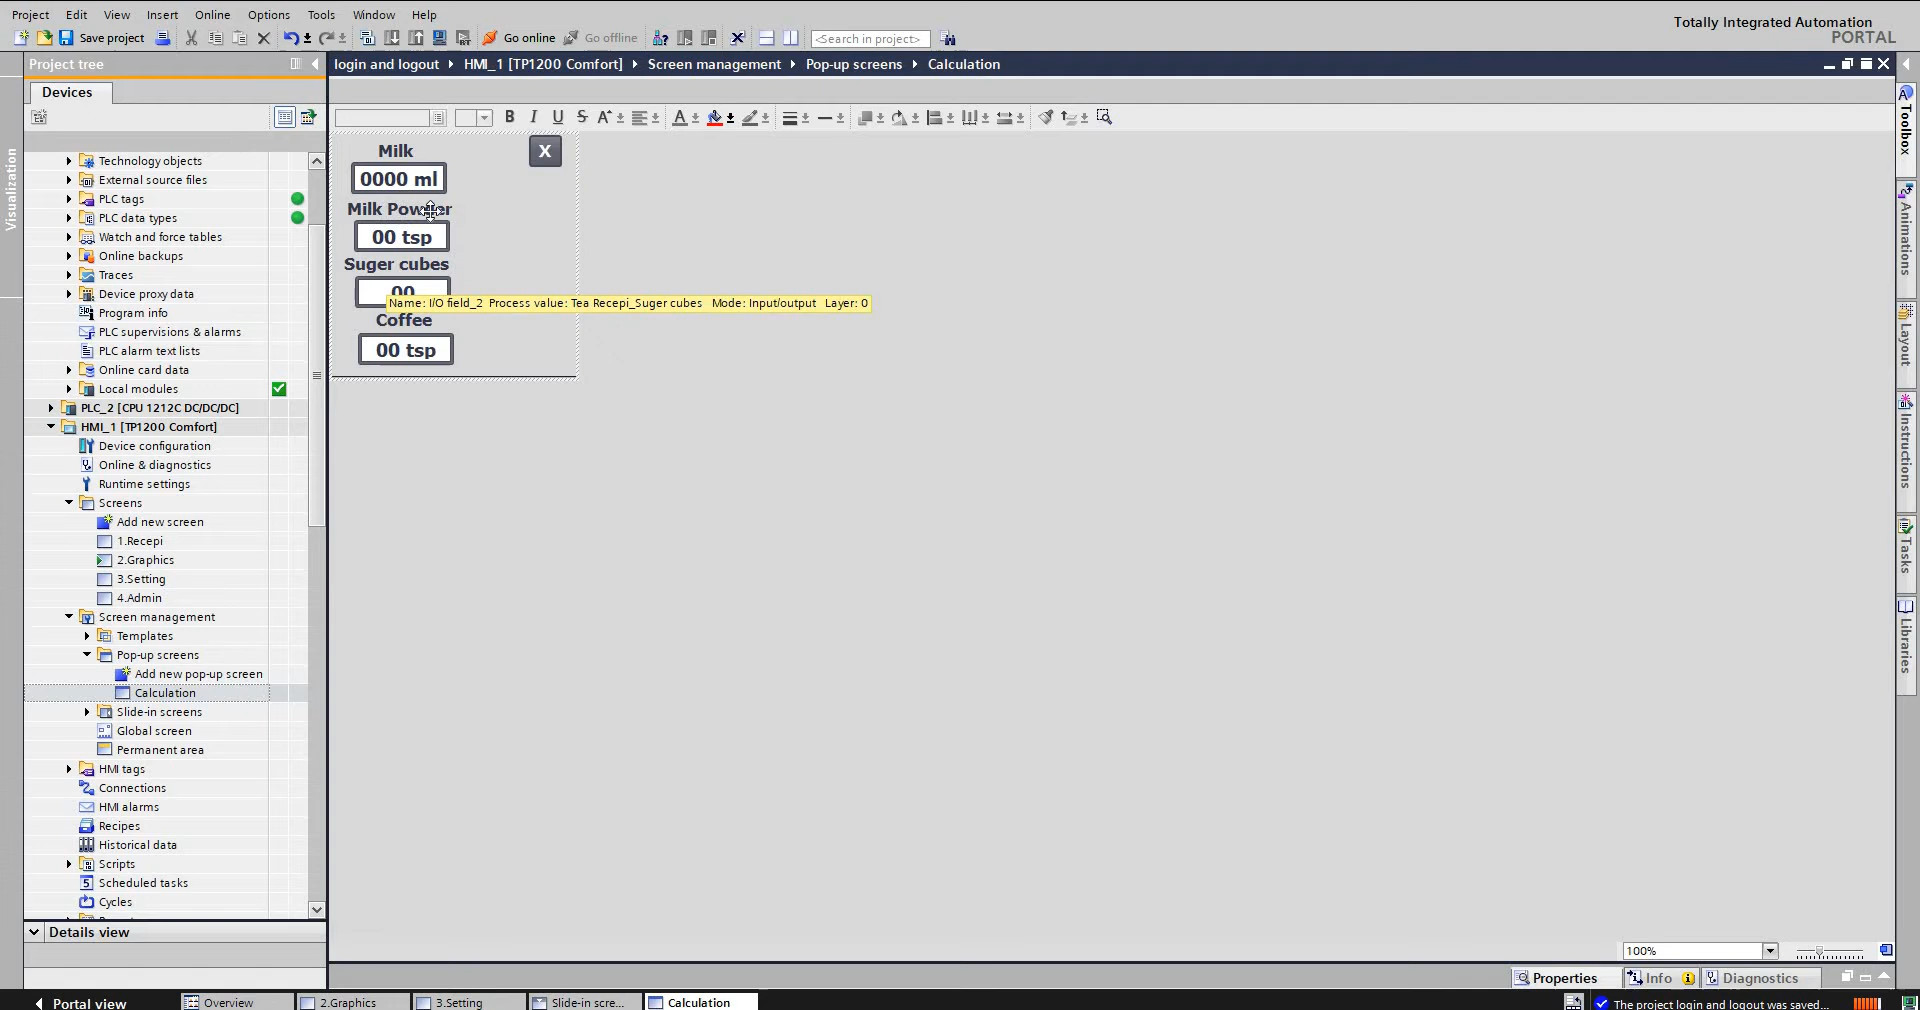 Project Edit View Insert Online Options Tools Window Help
Totally Integrated Automation
PORTAL
Save project Go online Go offline <Search in project>
Project tree
login and logout HMI_1 [TP1200 Comfort] Screen management Pop-up screens Calculation
Devices
Visualization
Technology objects
External source files
PLC tags
PLC data types
Watch and force tables
Online backups
Traces
Device proxy data
Program info
PLC supervisions & alarms
PLC alarm text lists
Online card data
Local modules
PLC_2 [CPU 1212C DC/DC/DC]
HMI_1 [TP1200 Comfort]
Device configuration
Online & diagnostics
Runtime settings
Screens
Add new screen
1.Recepi
2.Graphics
3.Setting
4.Admin
Screen management
Templates
Pop-up screens
Add new pop-up screen
Calculation
Slide-in screens
Global screen
Permanent area
HMI tags
Connections
HMI alarms
Recipes
Historical data
Scripts
Scheduled tasks
Cycles
Details view
B I U S A A
Milk
X
0000 ml
Milk Powder
00 tsp
Suger cubes
00
Name: I/O field_2 Process value: Tea Recepi_Suger cubes Mode: Input/output Layer: 0
Coffee
00 tsp
Toolbox
Animations
Layout
Instructions
Tasks
Libraries
100%
Properties Info Diagnostics
Portal view Overview 2.Graphics 3.Setting Slide-in scre... Calculation
The project login and logout was saved...